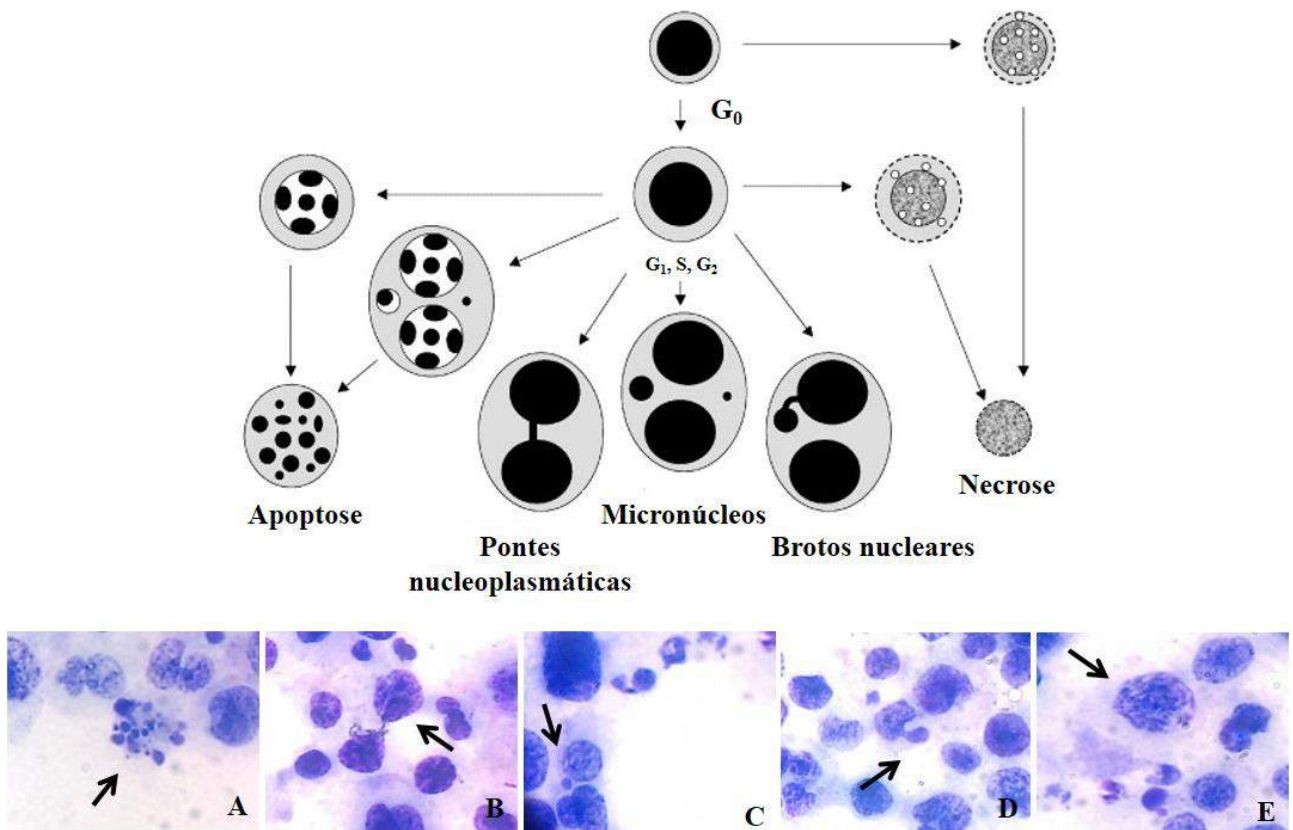 G₀
G₁, S, G₂
Apoptose
Pontes
nucleoplasmáticas
Micronúcleos
Brotos nucleares
Necrose
A
B
C
D
E